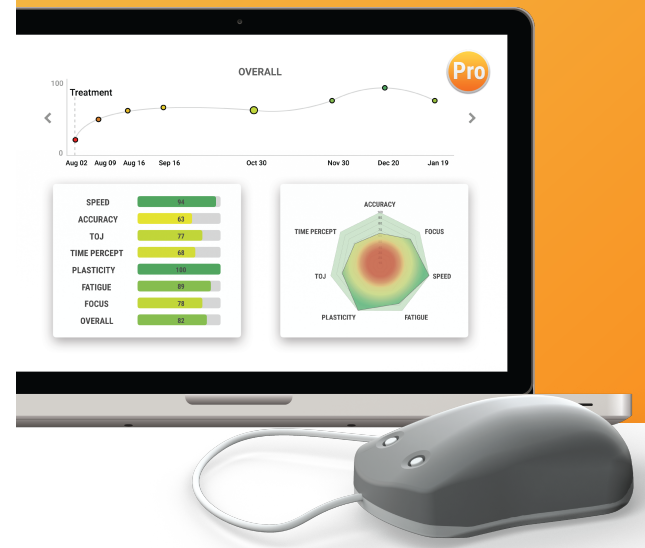 OVERALL
Pro
100
Treatment
0
Aug 02 Aug 09 Aug 16 Sep 16 Oct 30 Nov 30 Dec 20 Jan 19
SPEED 94
ACCURACY 63
TOJ 77
TIME PERCEPT 68
PLASTICITY 100
FATIGUE 89
FOCUS 78
OVERALL 82
ACCURACY
TIME PERCEPT
FOCUS
TOJ
SPEED
PLASTICITY
FATIGUE